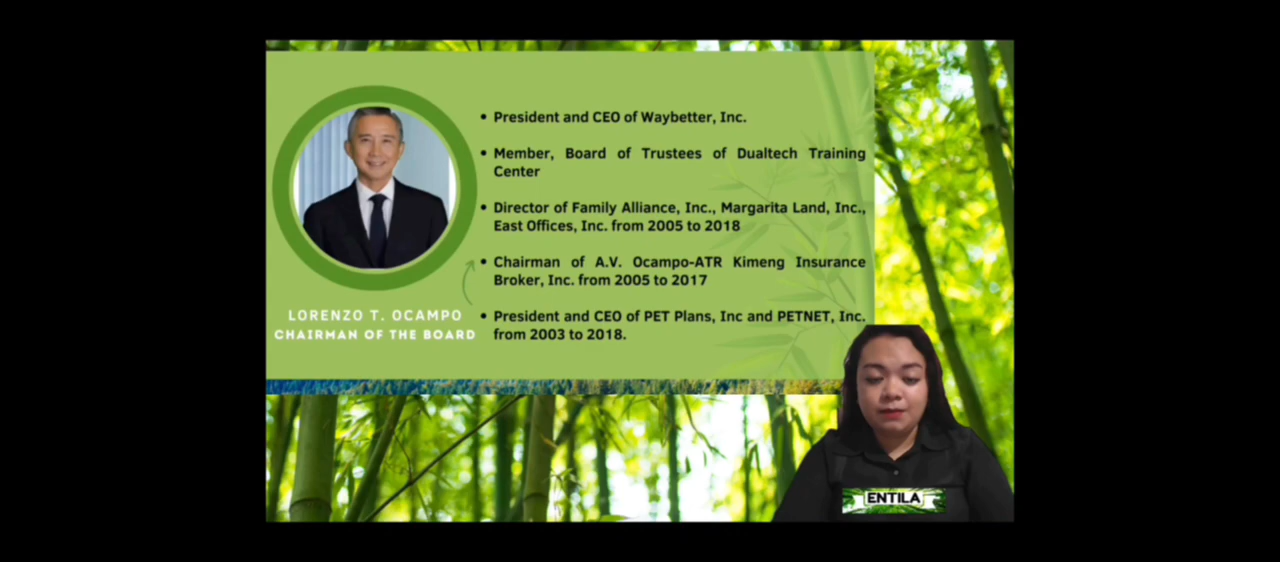 President and CEO of Waybetter, Inc.
Member, Board of Trustees of Dualtech Training
Center
Director of Family Alliance, Inc., Margarita Land, Inc.,
East Offices, Inc. from 2005 to 2018
Chairman of A.V. Ocampo-ATR Kimeng Insurance
Broker, Inc. from 2005 to 2017
President and CEO of PET Plans, Inc and PETNET, Inc.
from 2003 to 2018.
LORENZO T. OCAMPO
CHAIRMAN OF THE BOARD
ENTILA